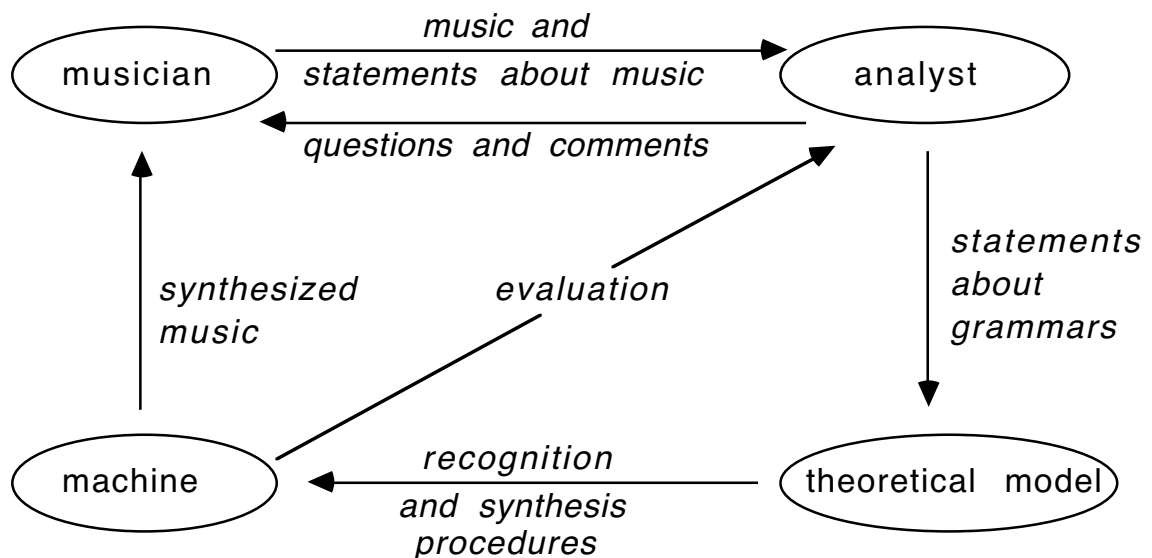 music and
musician
statements about music
analyst
questions and comments
synthesized
music
evaluation
statements
about
grammars
machine
recognition
and synthesis
procedures
theoretical model